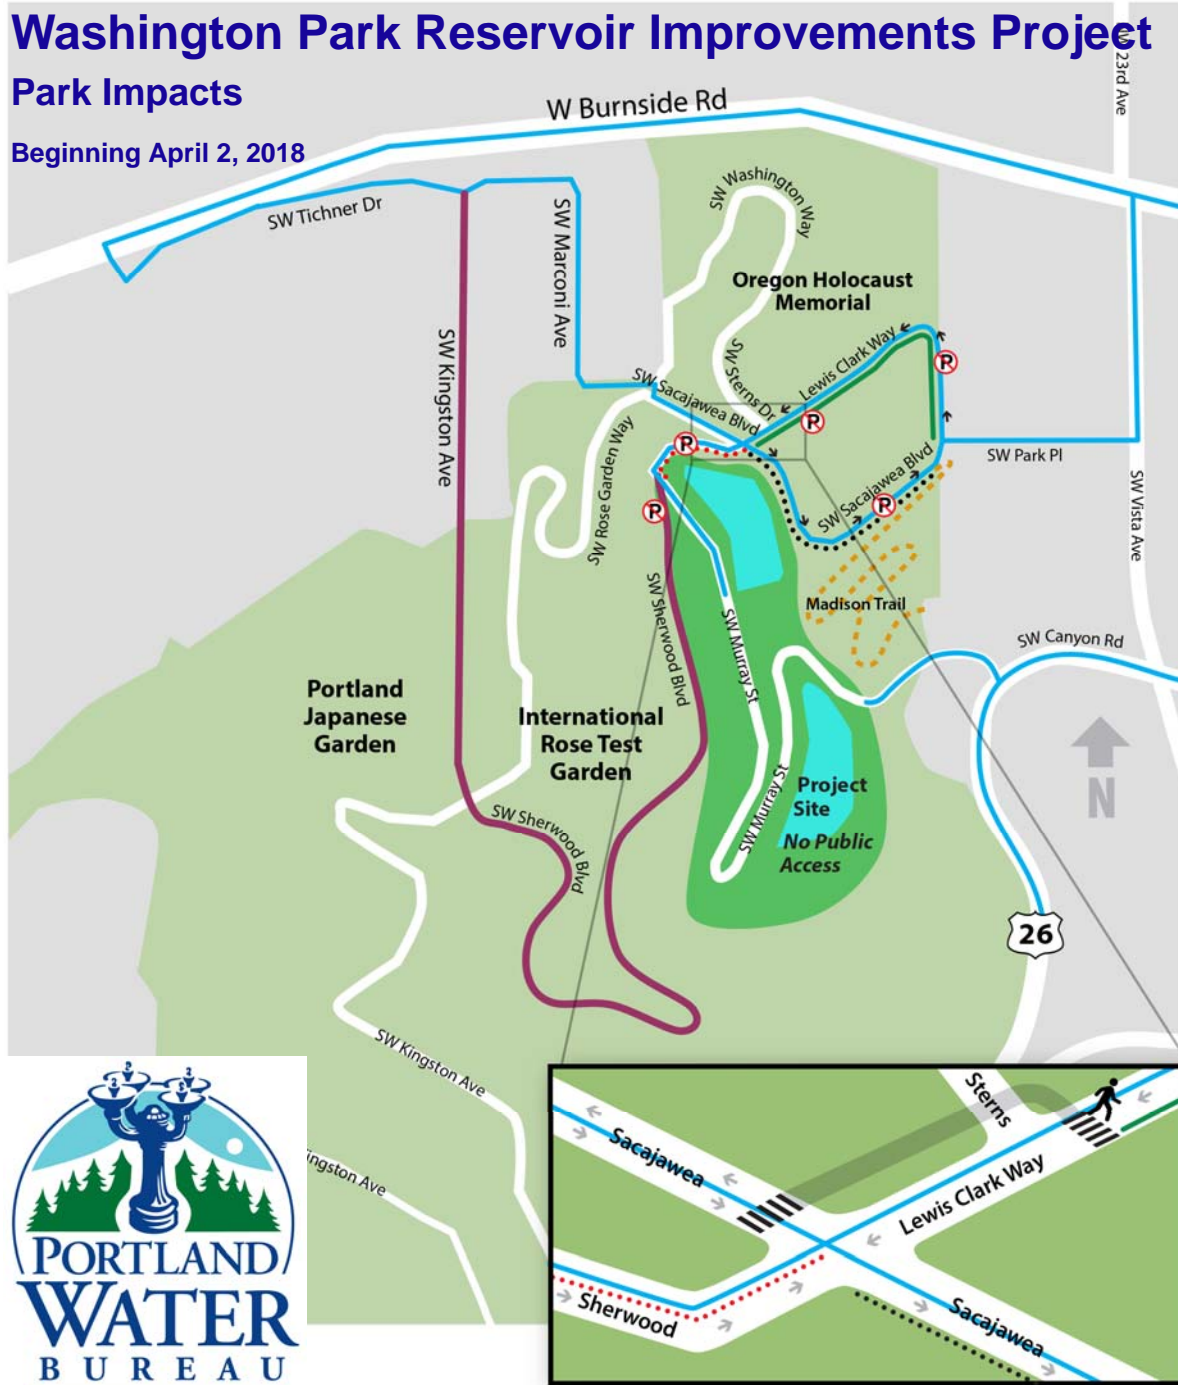 Washington Park Reservoir Improvements Project
Park Impacts
Beginning April 2, 2018
W Burnside Rd
23rd Ave
SW Tichner Dr
SW Washington Way
SW Marconi Ave
Oregon Holocaust
Memorial
SW Kingston Ave
SW Sterns Dr
Lewis Clark Way
P
SW Sacajawea Blvd
P
P
SW Park Pl
SW Rose Garden Way
SW Sacajawea Blvd
P
P
SW Vista Ave
SW Sherwood Blvd
Madison Trail
SW Murray St
SW Canyon Rd
Portland
Japanese
Garden
International
Rose Test
Garden
N
Project
Site
No Public
Access
SW Murray St
SW Sherwood Blvd
26
SW Kingston Ave
ingston Ave
Sterns
Sacajawea
Lewis Clark Way
Sherwood
Sacajawea
PORTLAND
WATER
BUREAU